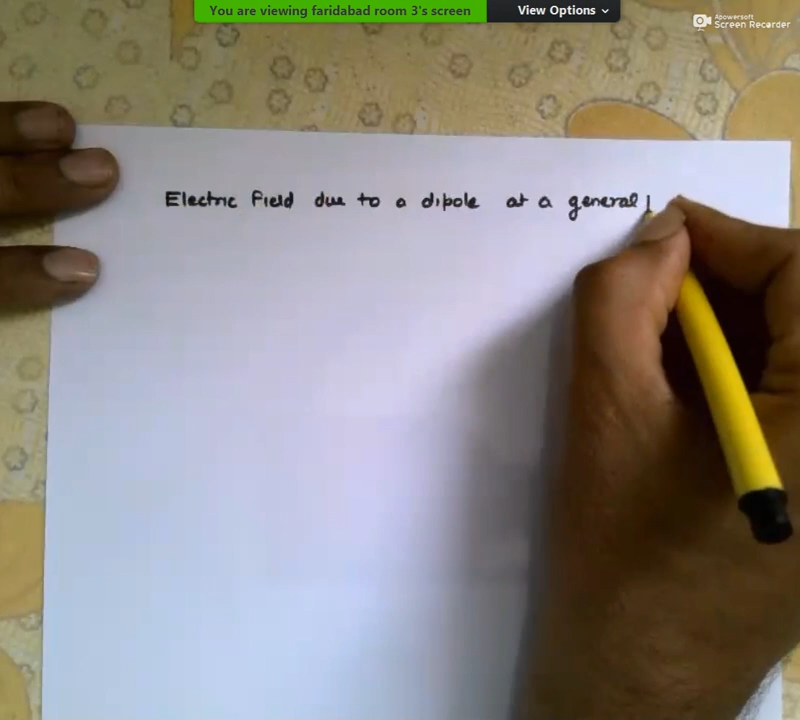 You are viewing faridabad room 3's screen View Options
Apowersoft
Screen Recorder
Electric Field due to a dipole at a general